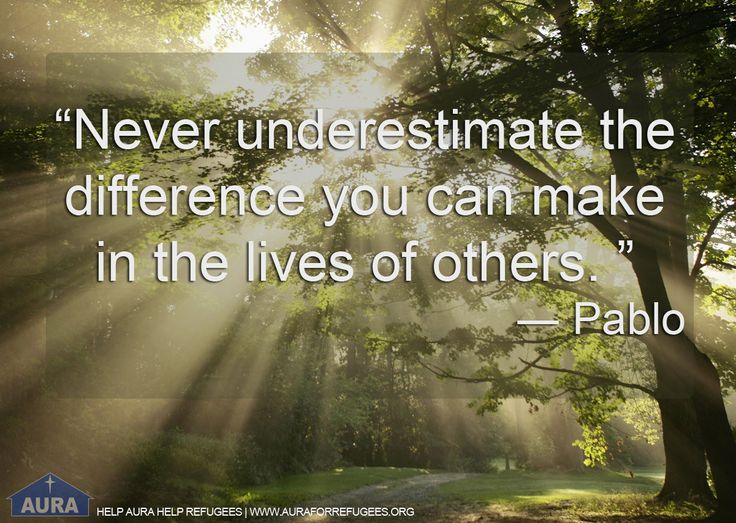 “Never underestimate the
difference you can make
in the lives of others. ”
— Pablo
AURA
HELP AURA HELP REFUGEES | WWW.AURAFORREFUGEES.ORG